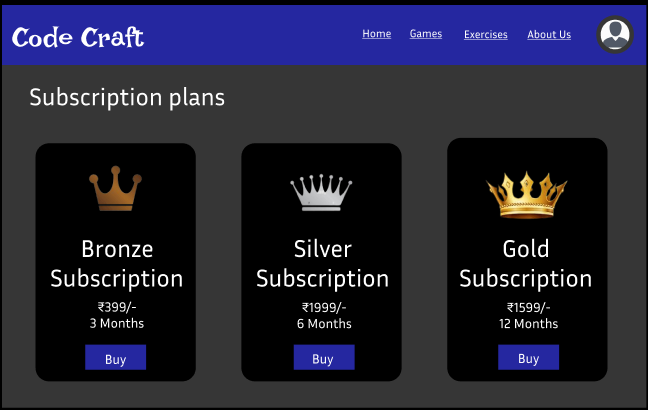 Code Craft
Home Games Exercises About Us
Subscription plans
Bronze
Subscription
₹399/-
3 Months
Buy
Silver
Subscription
₹1999/-
6 Months
Buy
Gold
Subscription
₹1599/-
12 Months
Buy